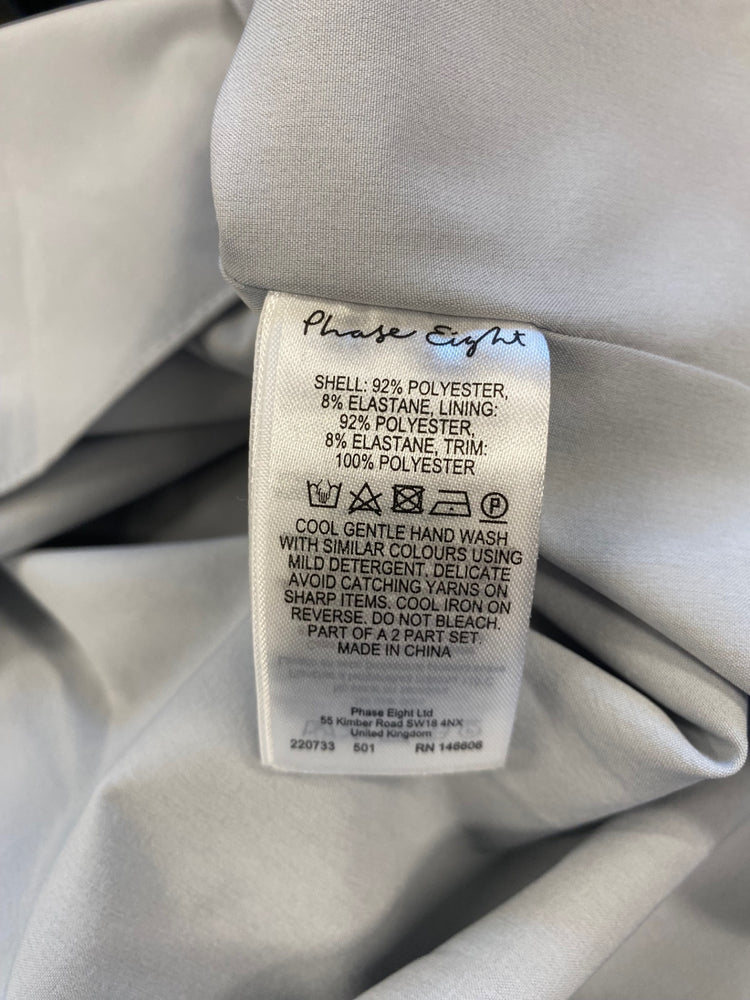 Phase Eight
SHELL: 92% POLYESTER,
8% ELASTANE, LINING:
92% POLYESTER,
8% ELASTANE, TRIM:
100% POLYESTER
P
COOL GENTLE HAND WASH
WITH SIMILAR COLOURS USING
MILD DETERGENT. DELICATE
AVOID CATCHING YARNS ON
SHARP ITEMS. COOL IRON ON
REVERSE. DO NOT BLEACH.
PART OF A 2 PART SET.
MADE IN CHINA
Phase Eight Ltd
55 Kimber Road SW18 4NX
United Kingdom
220733 501 RN 146606